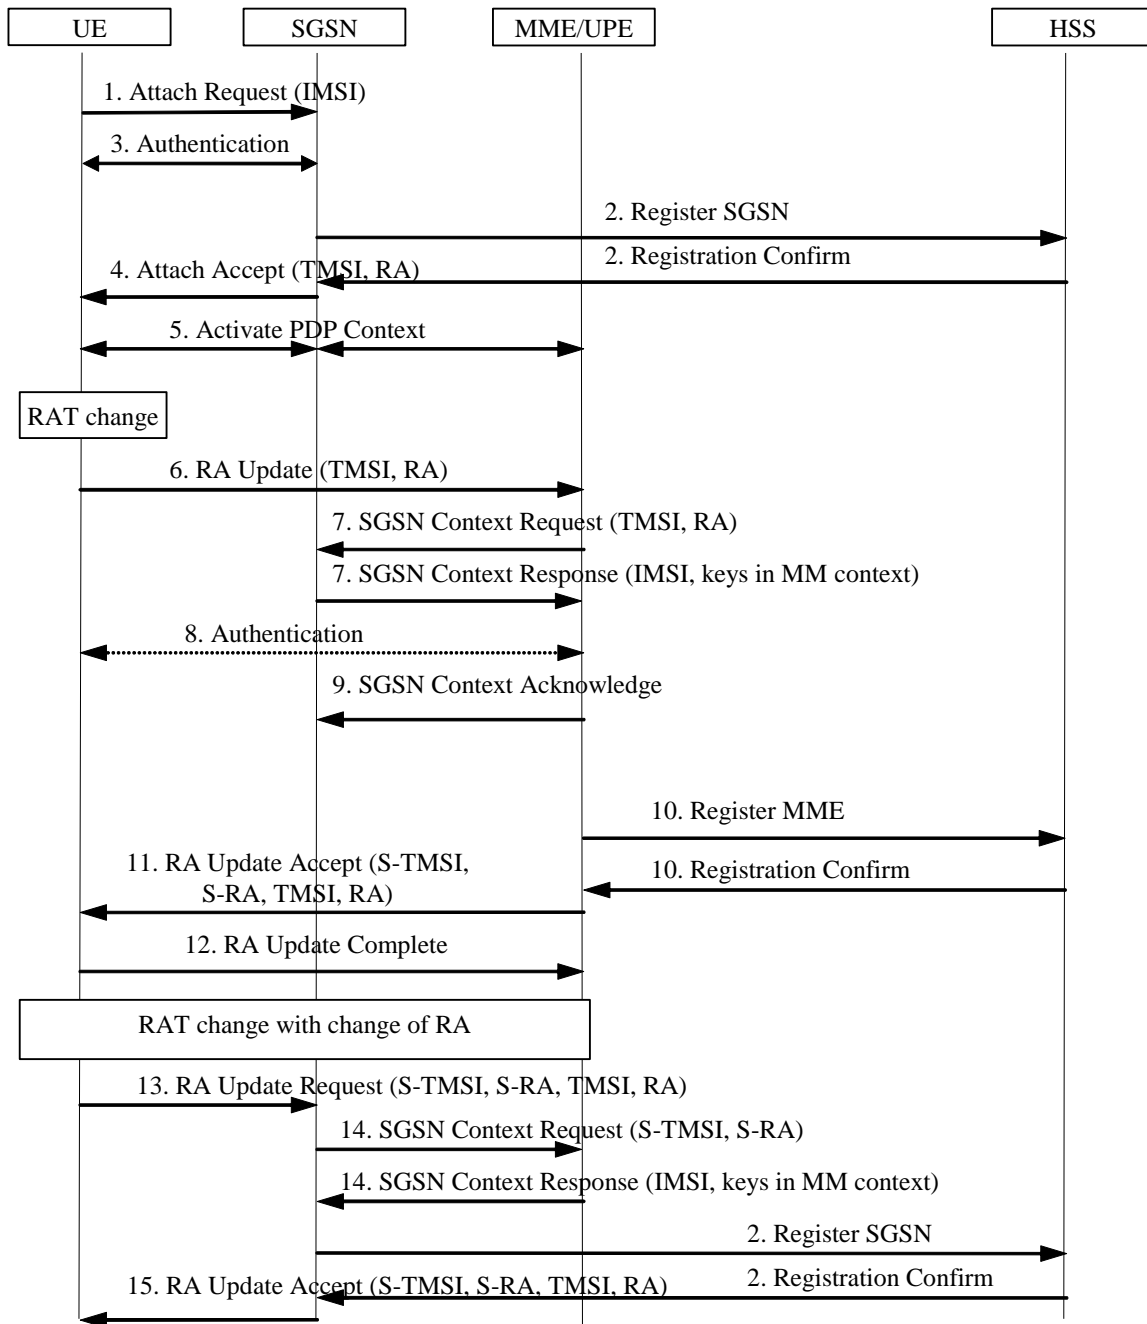 UE
SGSN
MME/UPE
HSS
1. Attach Request (IMSI)
3. Authentication
2. Register SGSN
2. Registration Confirm
4. Attach Accept (TMSI, RA)
5. Activate PDP Context
RAT change
6. RA Update (TMSI, RA)
7. SGSN Context Request (TMSI, RA)
7. SGSN Context Response (IMSI, keys in MM context)
8. Authentication
9. SGSN Context Acknowledge
10. Register MME
11. RA Update Accept (S-TMSI,
S-RA, TMSI, RA)
10. Registration Confirm
12. RA Update Complete
RAT change with change of RA
13. RA Update Request (S-TMSI, S-RA, TMSI, RA)
14. SGSN Context Request (S-TMSI, S-RA)
14. SGSN Context Response (IMSI, keys in MM context)
2. Register SGSN
2. Registration Confirm
15. RA Update Accept (S-TMSI, S-RA, TMSI, RA)